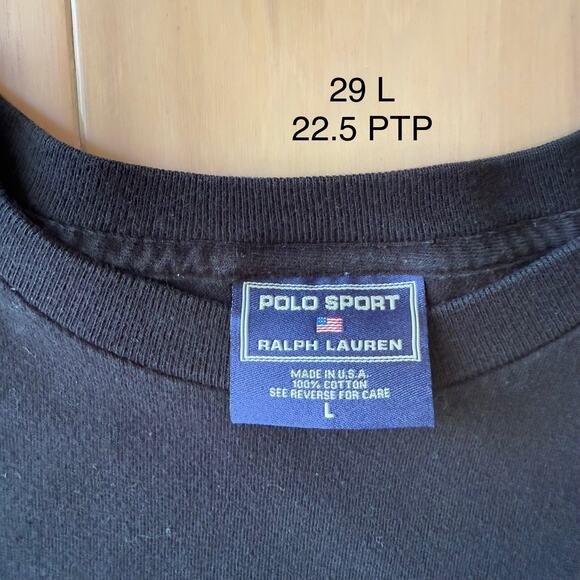 29 L
22.5 PTP
POLO SPORT
RALPH LAUREN
MADE IN U.S.A.
100% COTTON
SEE REVERSE FOR CARE
L